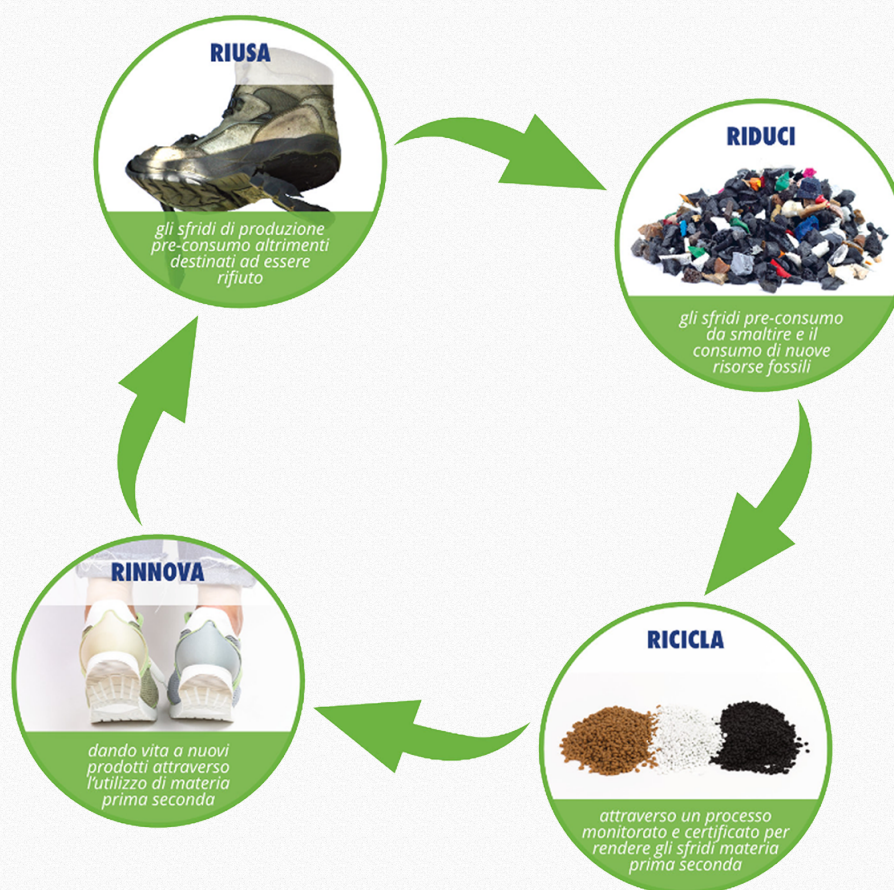 RIUSA
gli sfridi di produzione
pre-consumo altrimenti
destinati ad essere
rifiuto
RIDUCI
gli sfridi pre-consumo
da smaltire e il
consumo di nuove
risorse fossili
RICICLA
attraverso un processo
monitorato e certificato per
rendere gli sfridi materia
prima seconda
RINNOVA
dando vita a nuovi
prodotti attraverso
l'utilizzo di materia
prima seconda